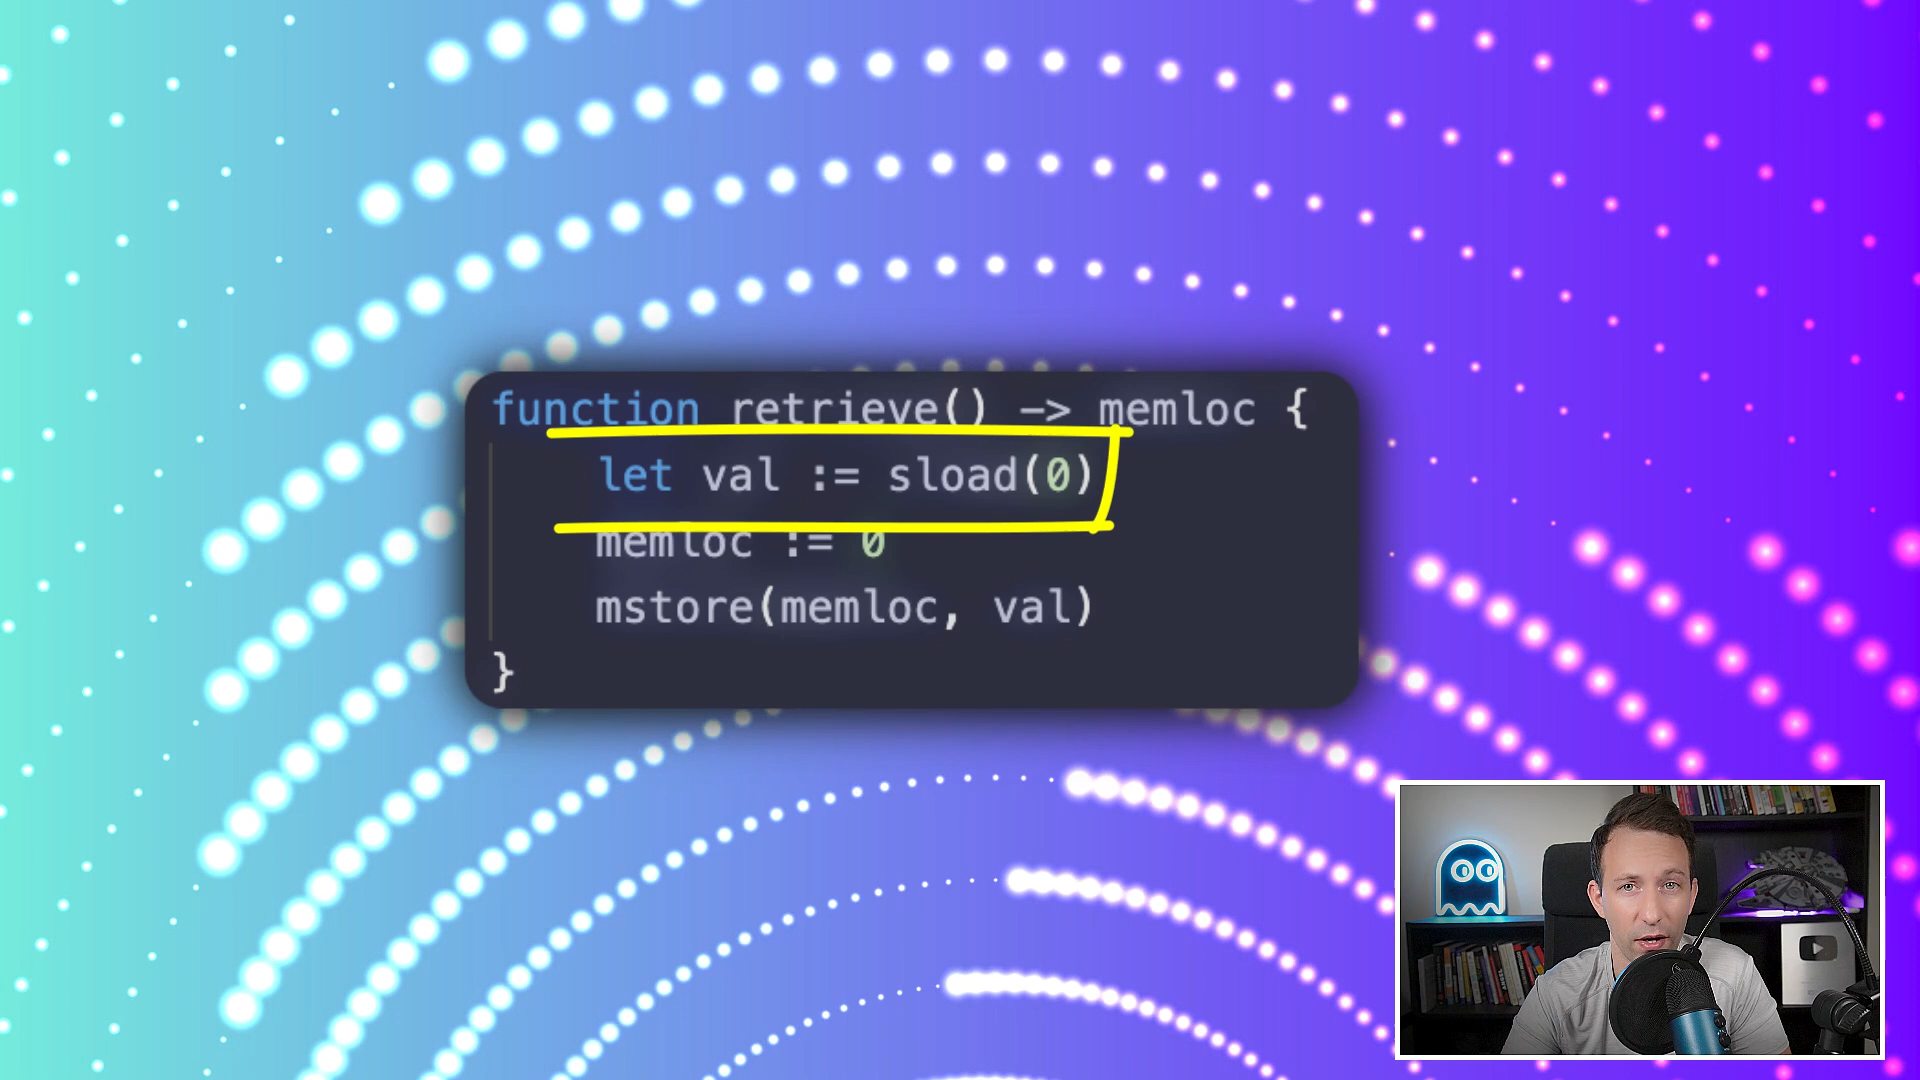 function retrieve() -> memloc {
let val := sload(0)
memloc := 0
mstore(memloc, val)
}